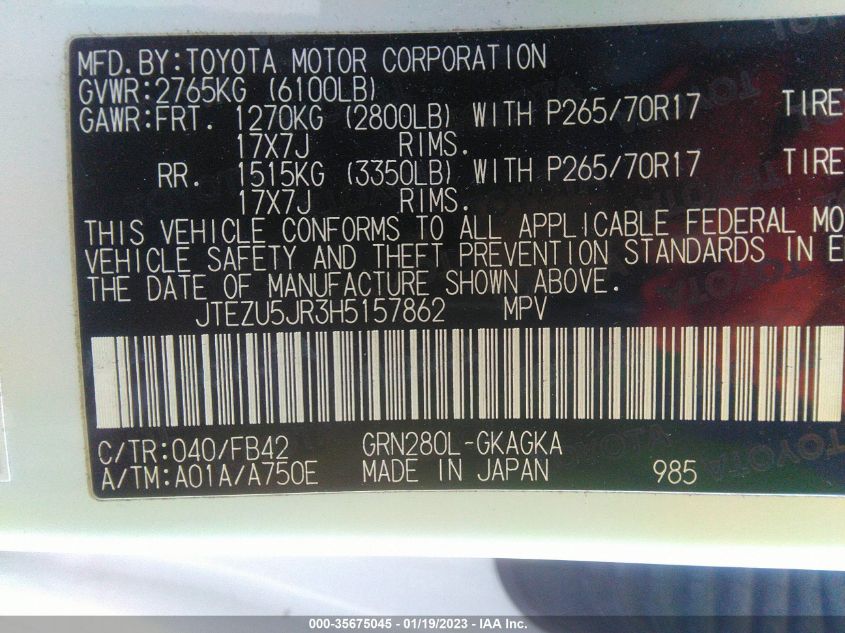 MFD.BY:TOYOTA MOTOR CORPORATION
GVWR:2765KG (6100LB)
GAWR:FRT. 1270KG (2800LB) WITH P265/70R17 TIRE
17X7J RIMS.
RR. 1515KG (3350LB) WITH P265/70R17 TIRE
17X7J RIMS.
THIS VEHICLE CONFORMS TO ALL APPLICABLE FEDERAL MO
VEHICLE SAFETY AND THEFT PREVENTION STANDARDS IN E
THE DATE OF MANUFACTURE SHOWN ABOVE.
JTEZU5JR3H5157862 MPV
C/TR:040/FB42 GRN280L-GKAGKA
A/TM:A01A/A750E MADE IN JAPAN 985
000-35675045 - 01/19/2023 - IAA Inc.